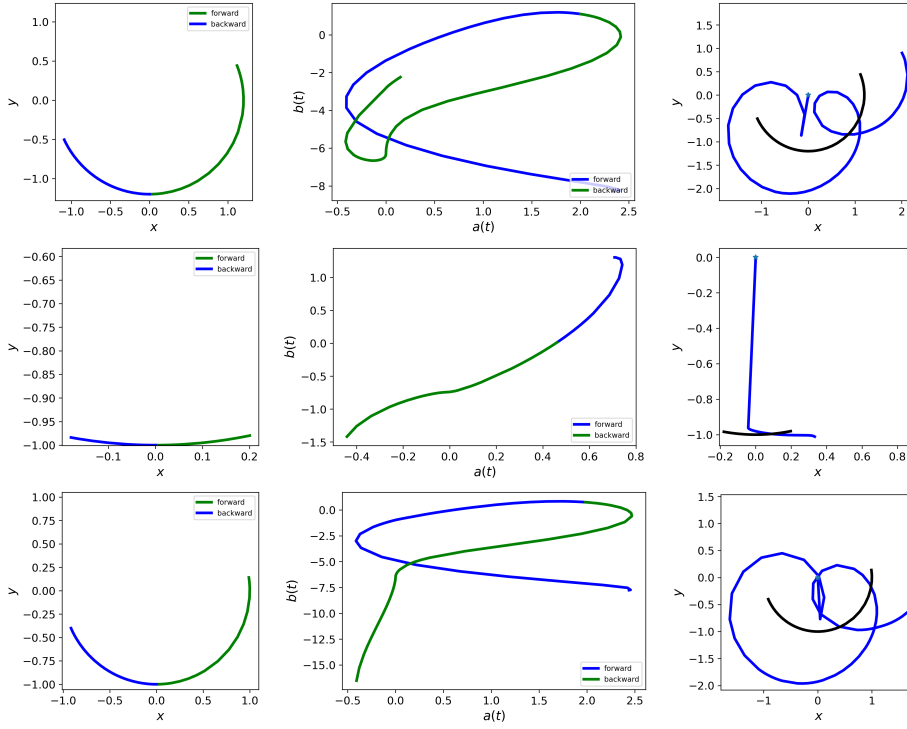 1.0
0.5
0.0
−0.5
−1.0
y
−1.0 −0.5 0.0 0.5 1.0
x
forward
backward
0
−2
−4
−6
−8
b(t)
−0.5 0.0 0.5 1.0 1.5 2.0 2.5
a(t)
forward
backward
1.5
1.0
0.5
0.0
−0.5
−1.0
−1.5
−2.0
y
−1 0 1 2
x
−0.60
−0.65
−0.70
−0.75
−0.80
−0.85
−0.90
−0.95
−1.00
y
−0.1 0.0 0.1 0.2
x
forward
backward
1.0
0.5
0.0
−0.5
−1.0
−1.5
b(t)
−0.4 −0.2 0.0 0.2 0.4 0.6 0.8
a(t)
forward
backward
0.0
−0.2
−0.4
−0.6
−0.8
−1.0
y
−0.2 0.0 0.2 0.4 0.6 0.8
x
1.00
0.75
0.50
0.25
0.00
−0.25
−0.50
−0.75
−1.00
y
−1.0 −0.5 0.0 0.5 1.0
x
forward
backward
0.0
−2.5
−5.0
−7.5
−10.0
−12.5
−15.0
b(t)
−0.5 0.0 0.5 1.0 1.5 2.0 2.5
a(t)
forward
backward
1.5
1.0
0.5
0.0
−0.5
−1.0
−1.5
−2.0
y
−1 0 1
x